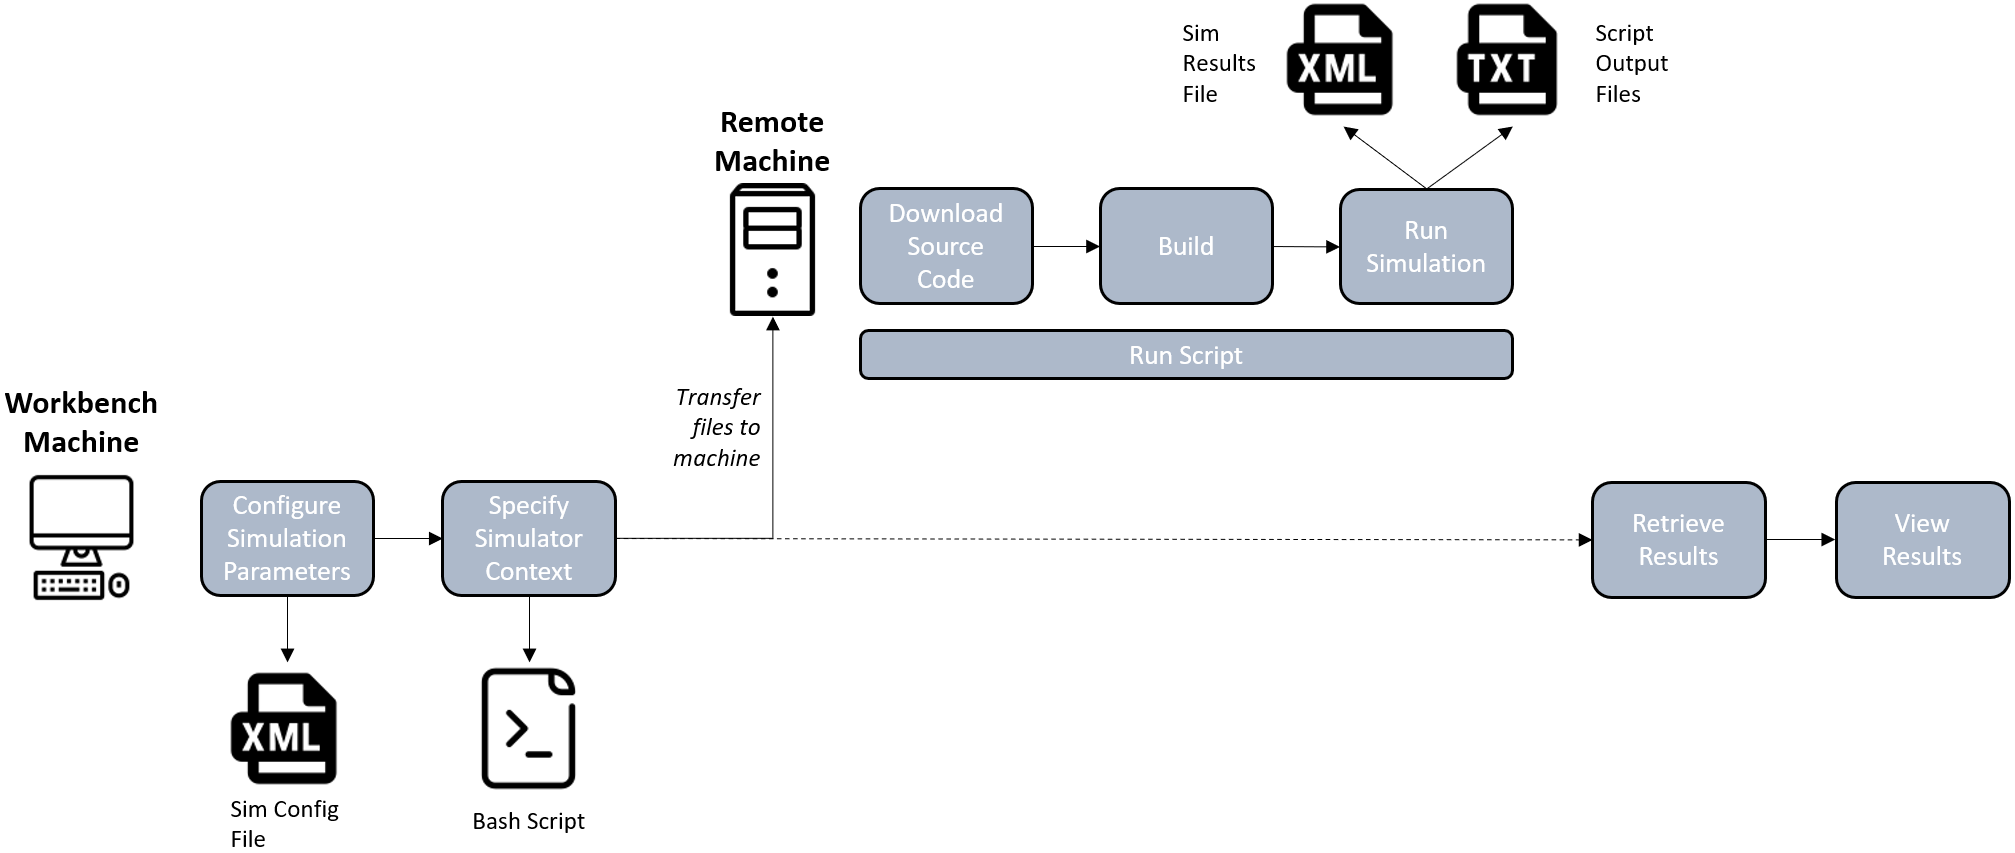 Sim
Results
File
XML
TXT
Script
Output
Files
Remote
Machine
Download
Source
Code
Build
Run
Simulation
Run Script
Transfer
files to
machine
Workbench
Machine
Configure
Simulation
Parameters
Specify
Simulator
Context
Retrieve
Results
View
Results
XML
>_
Sim Config
File
Bash Script